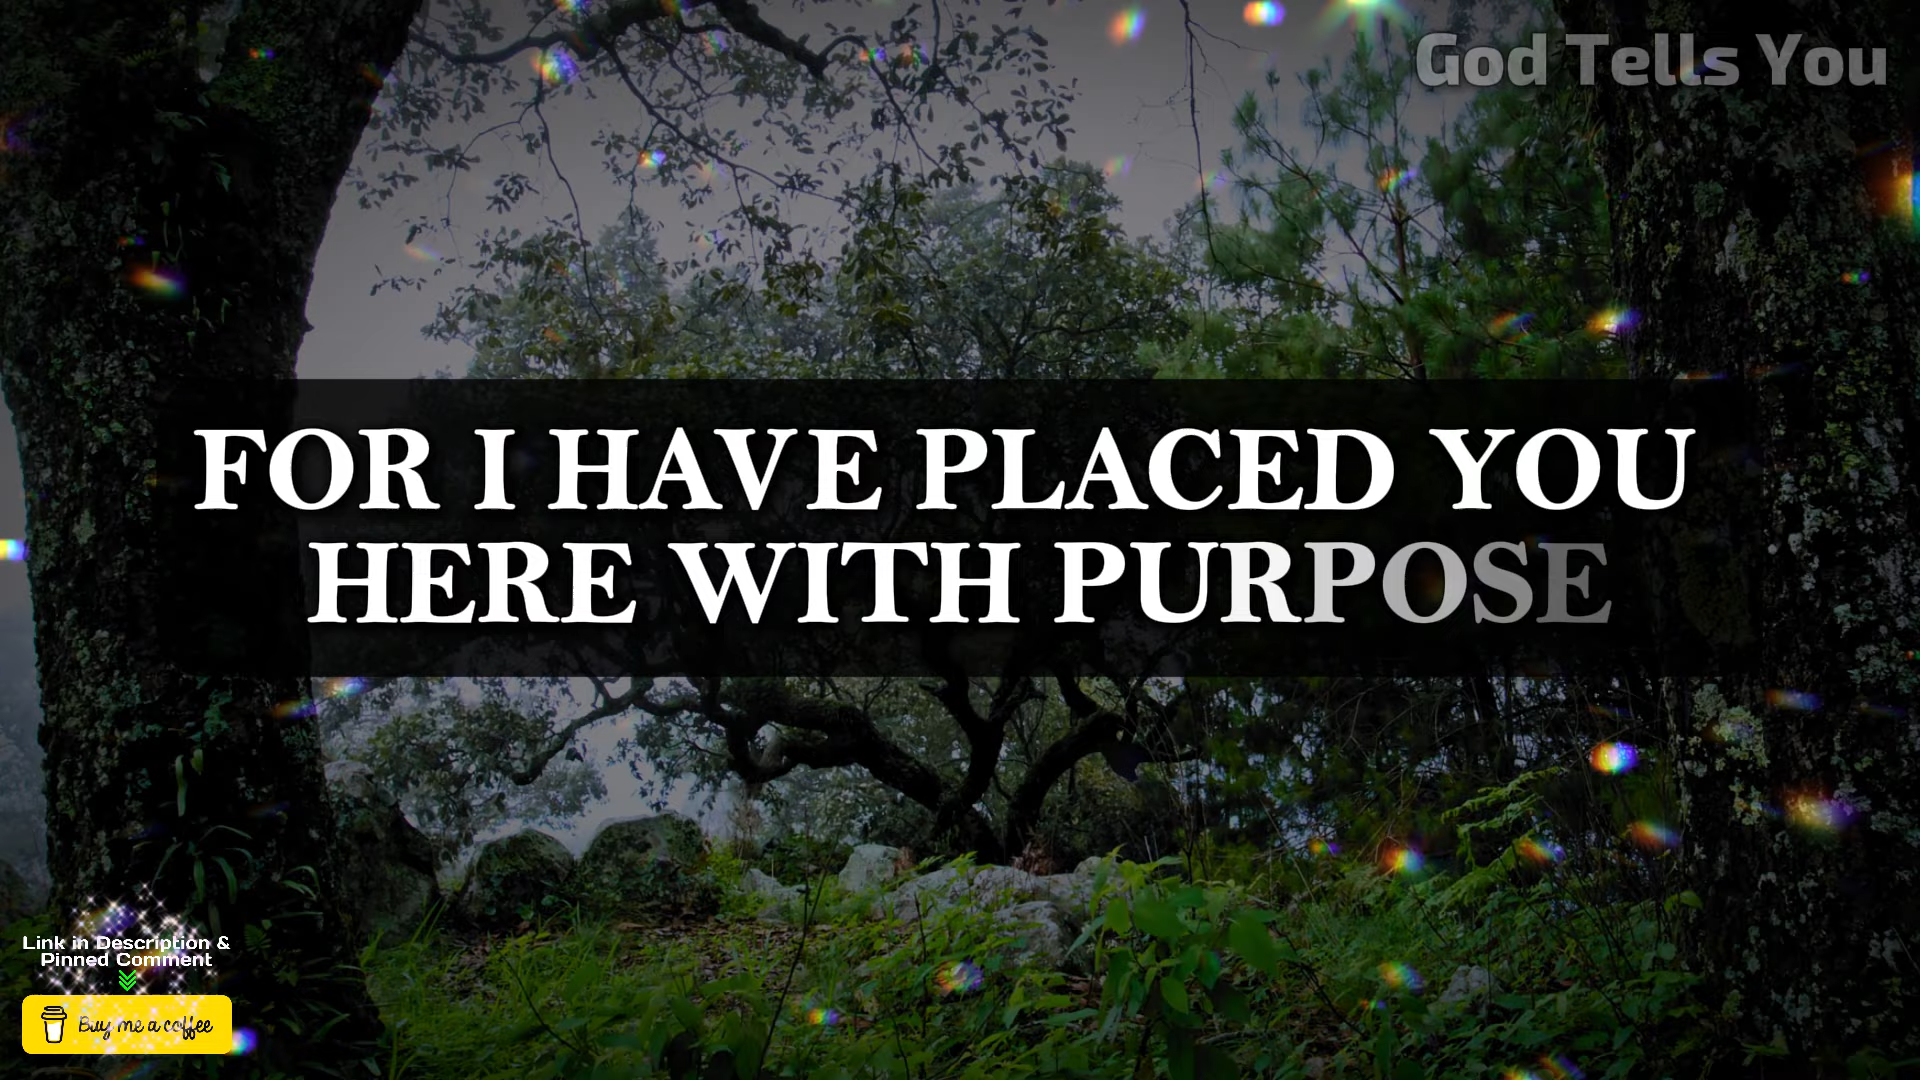 God Tells You
FOR I HAVE PLACED YOU
HERE WITH PURPOSE
Link in Description &
Pinned Comment
Buy me a coffee